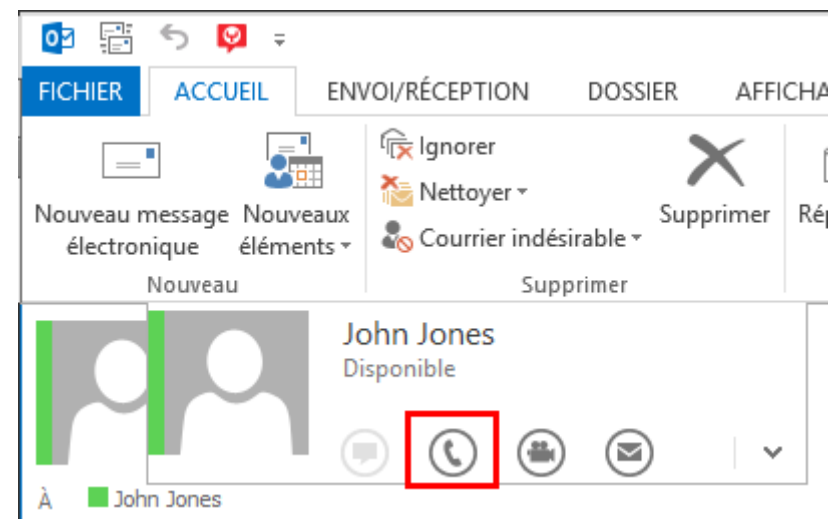 FICHIER ACCUEIL ENVOI/RÉCEPTION DOSSIER
Ignorer
Nettoyer
Courrier indésirable
Nouveau message
électronique
Nouveaux
éléments
Supprimer
Nouveau
Supprimer
John Jones
Disponible
À John Jones